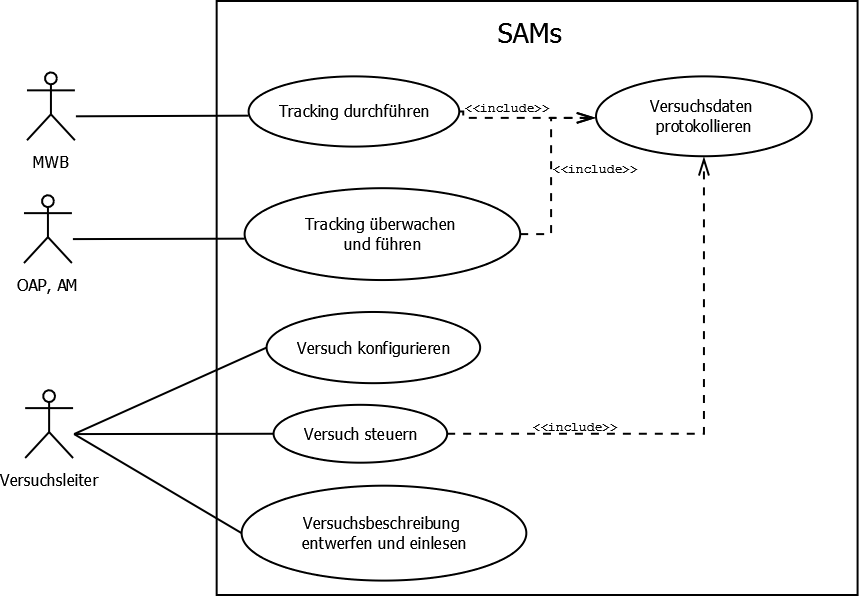 SAMs
Tracking durchführen
<<include>>
Versuchsdaten
protokollieren
MWB
<<include>>
Tracking überwachen
und führen
OAP, AM
Versuch konfigurieren
Versuch steuern
<<include>>
Versuchsleiter
Versuchsbeschreibung
entwerfen und einlesen